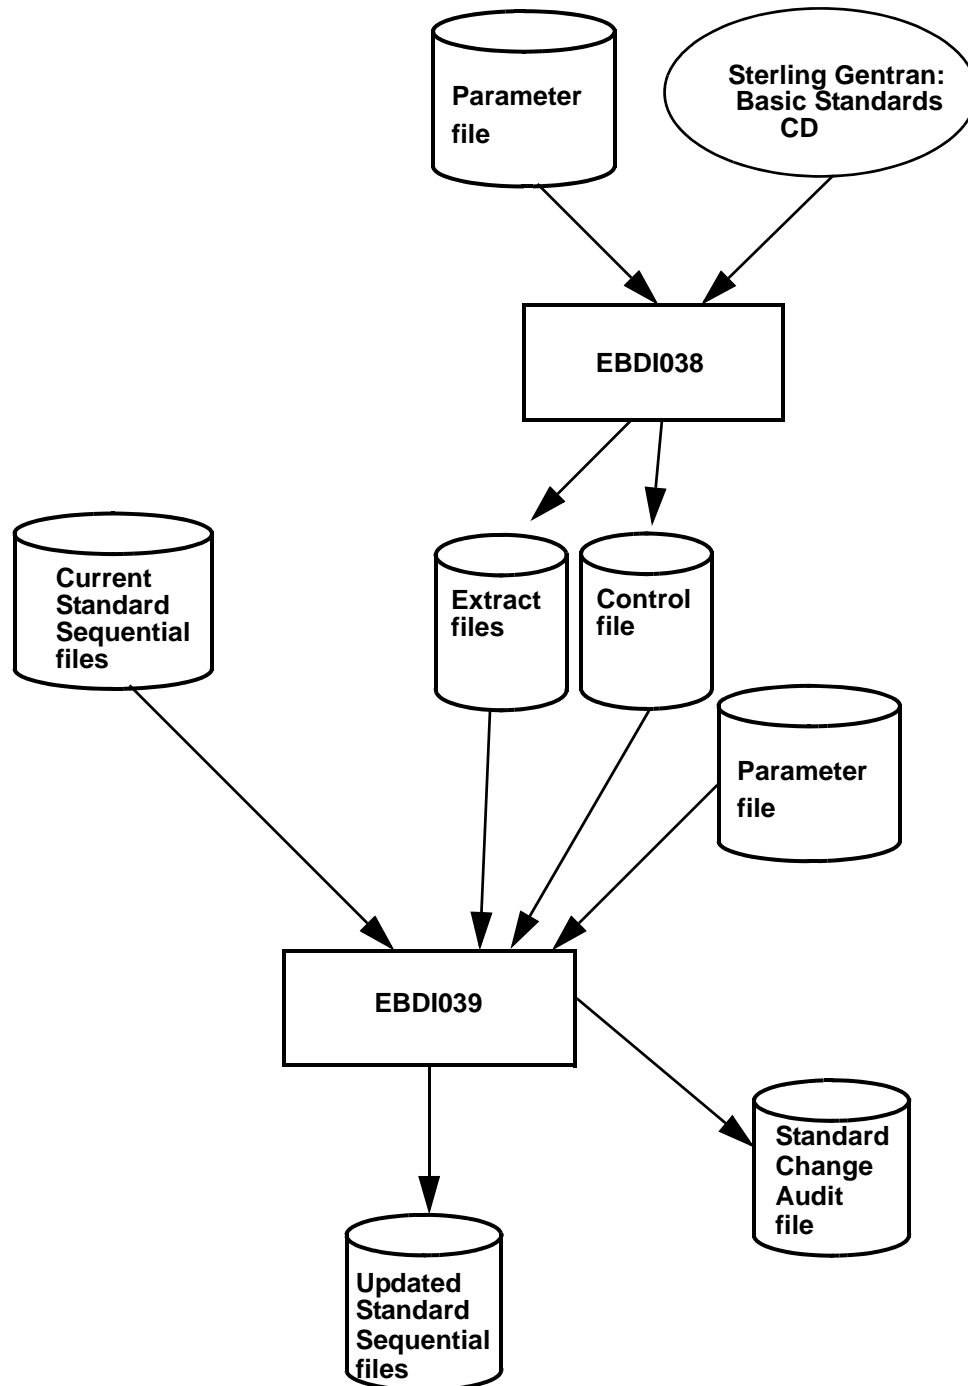 Parameter
file
Sterling Gentran:
Basic Standards
CD
EBDI038
Current
Standard
Sequential
files
Extract
files
Control
file
Parameter
file
EBDI039
Standard
Change
Audit
file
Updated
Standard
Sequential
files